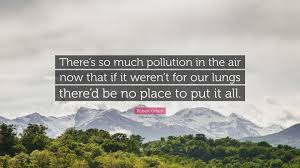 There's so much pollution in the air
now that if it weren't for our lungs
there'd be no place to put it all.
Robert Orben